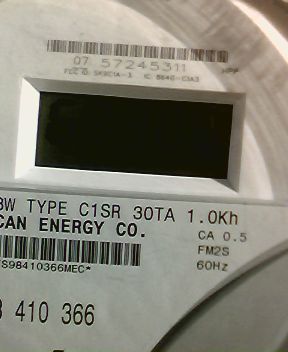 07 57245311
3W TYPE C1SR 30TA 1.0Kh
CAN ENERGY CO.
CA 0.5
FM2S
60Hz
S98410366MEC*
410 366